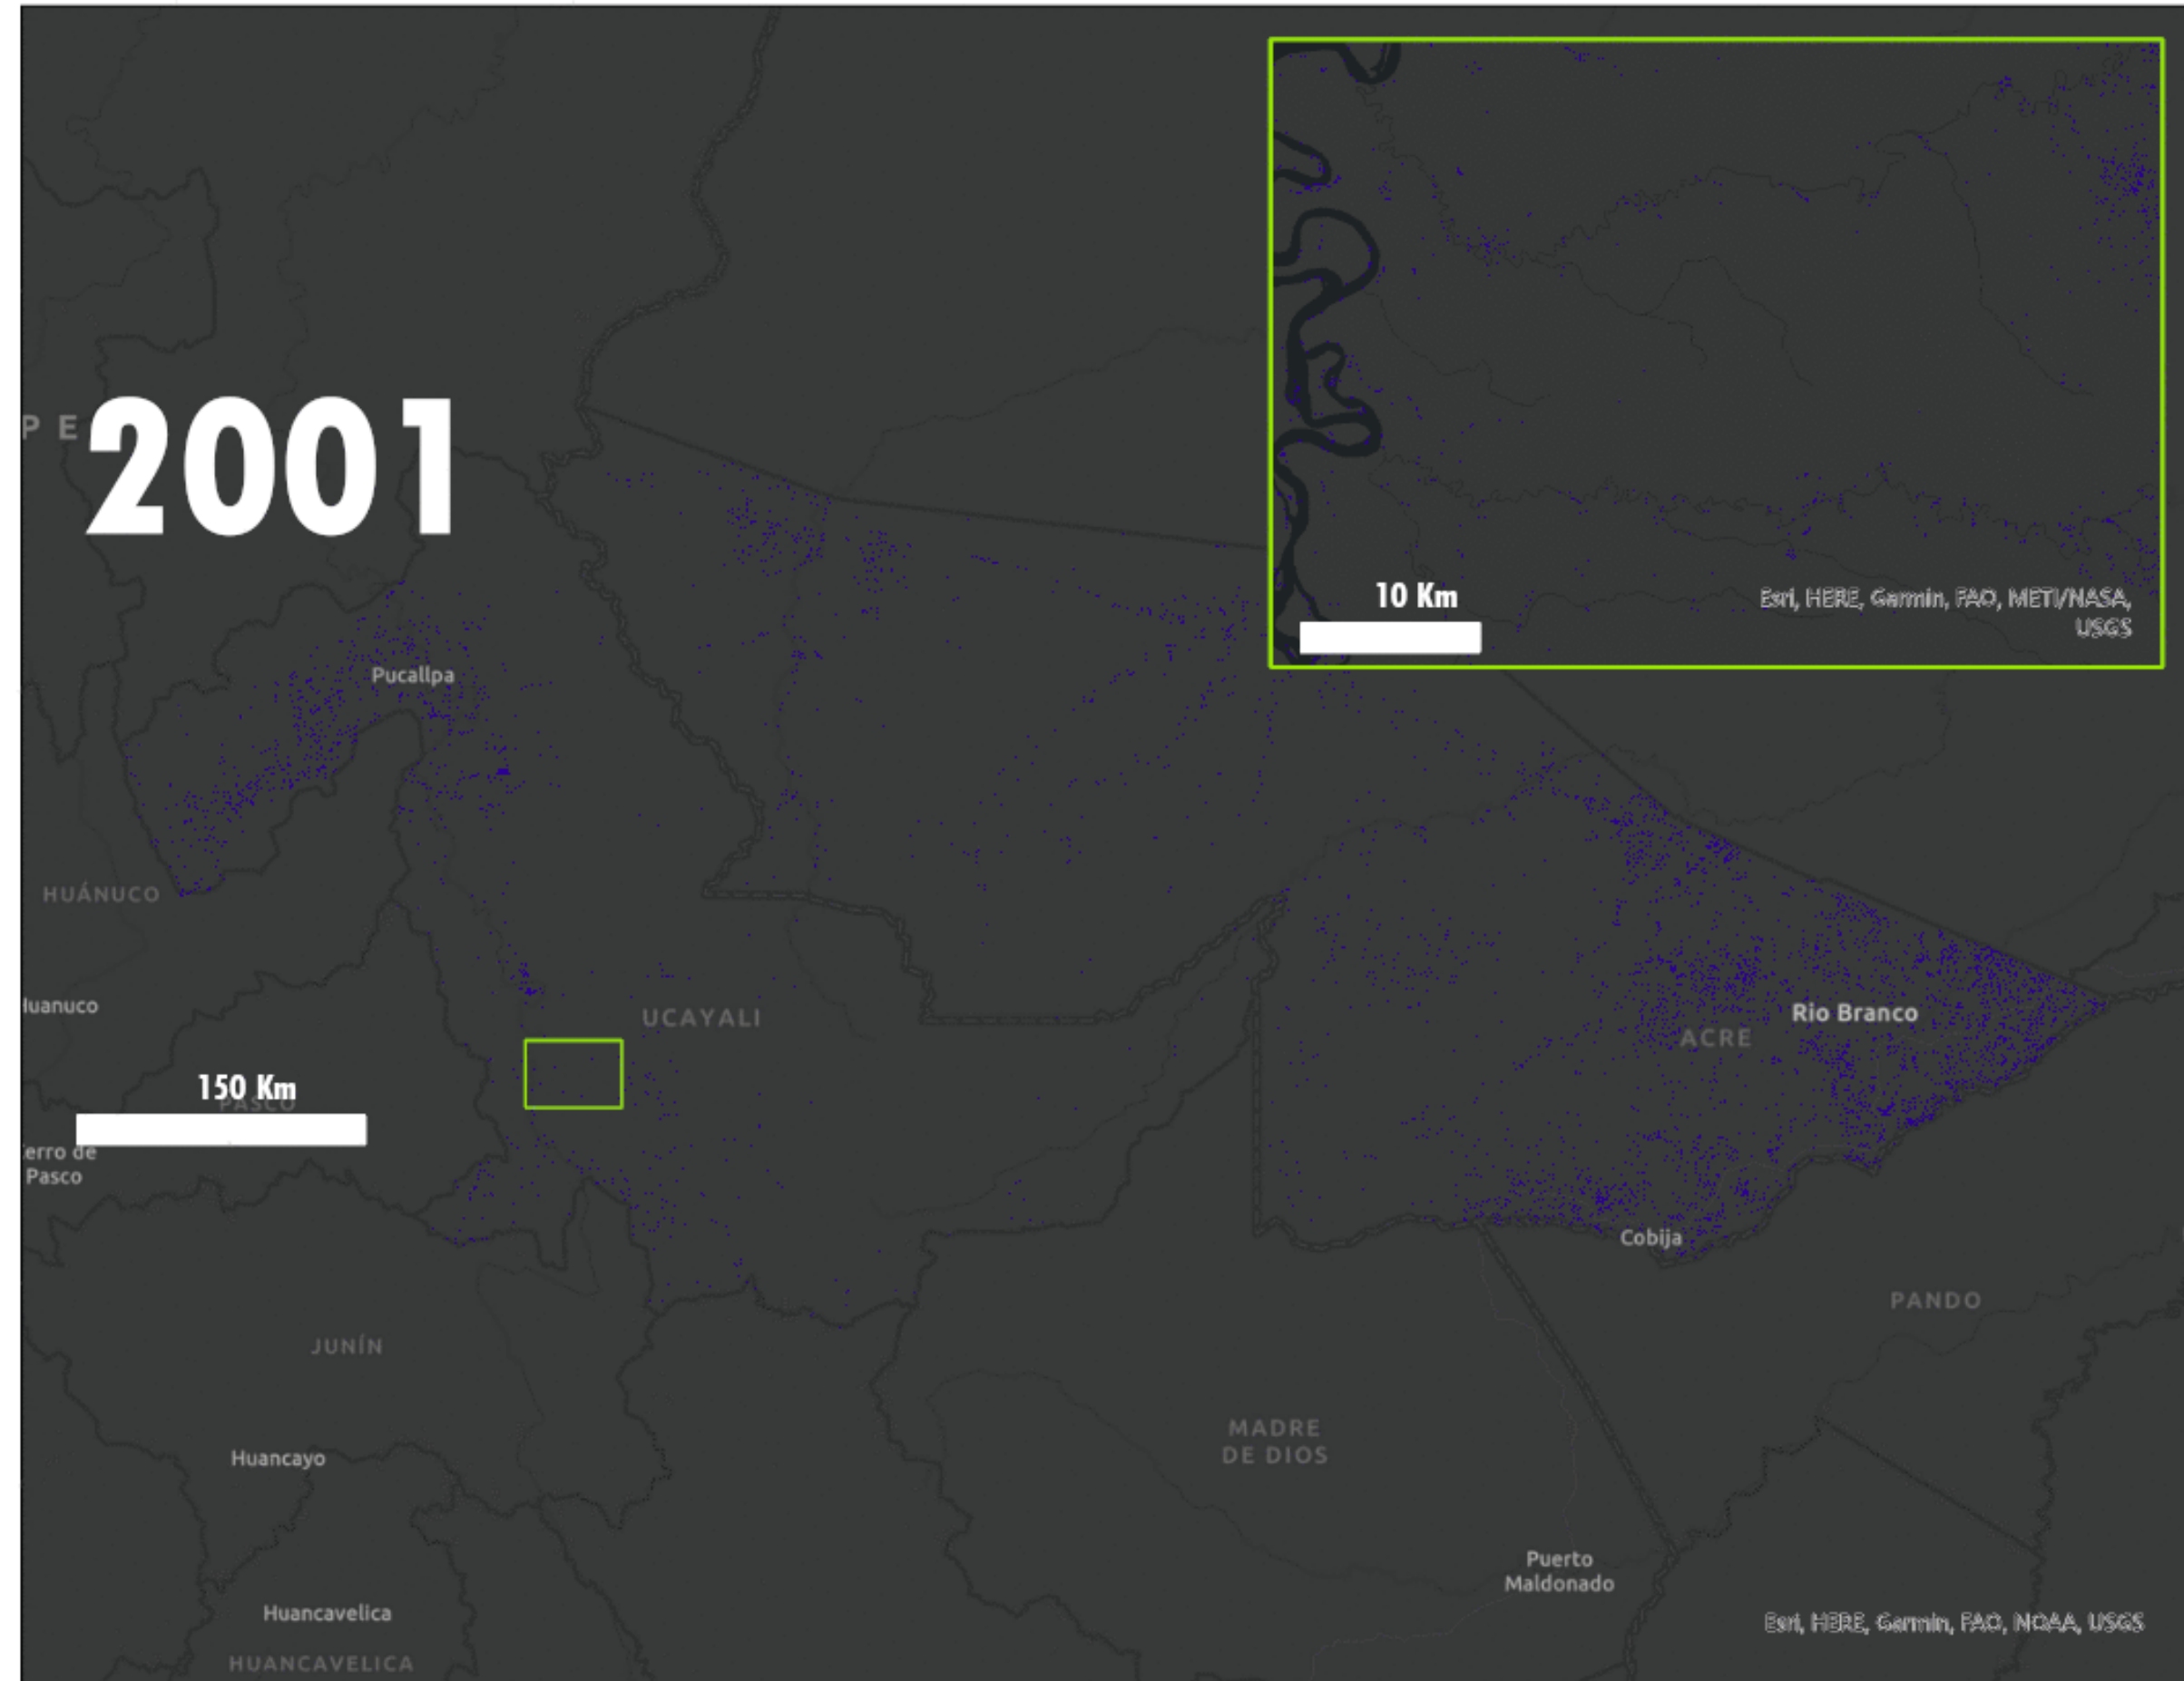 10 Km
Esri, HERE, Garmin, FAO, METI/NASA,
USGS
P E
2001
Pucallpa
HUÁNUCO
uanuco
UCAYALI
Rio Branco
ACRE
150 Km
PASCO
erro de
Pasco
Cobija
PANDO
JUNÍN
MADRE
DE DIOS
Huancayo
Puerto
Maldonado
Huancavelica
Esri, HERE, Garmin, FAO, NOAA, USGS
HUANCAVELICA